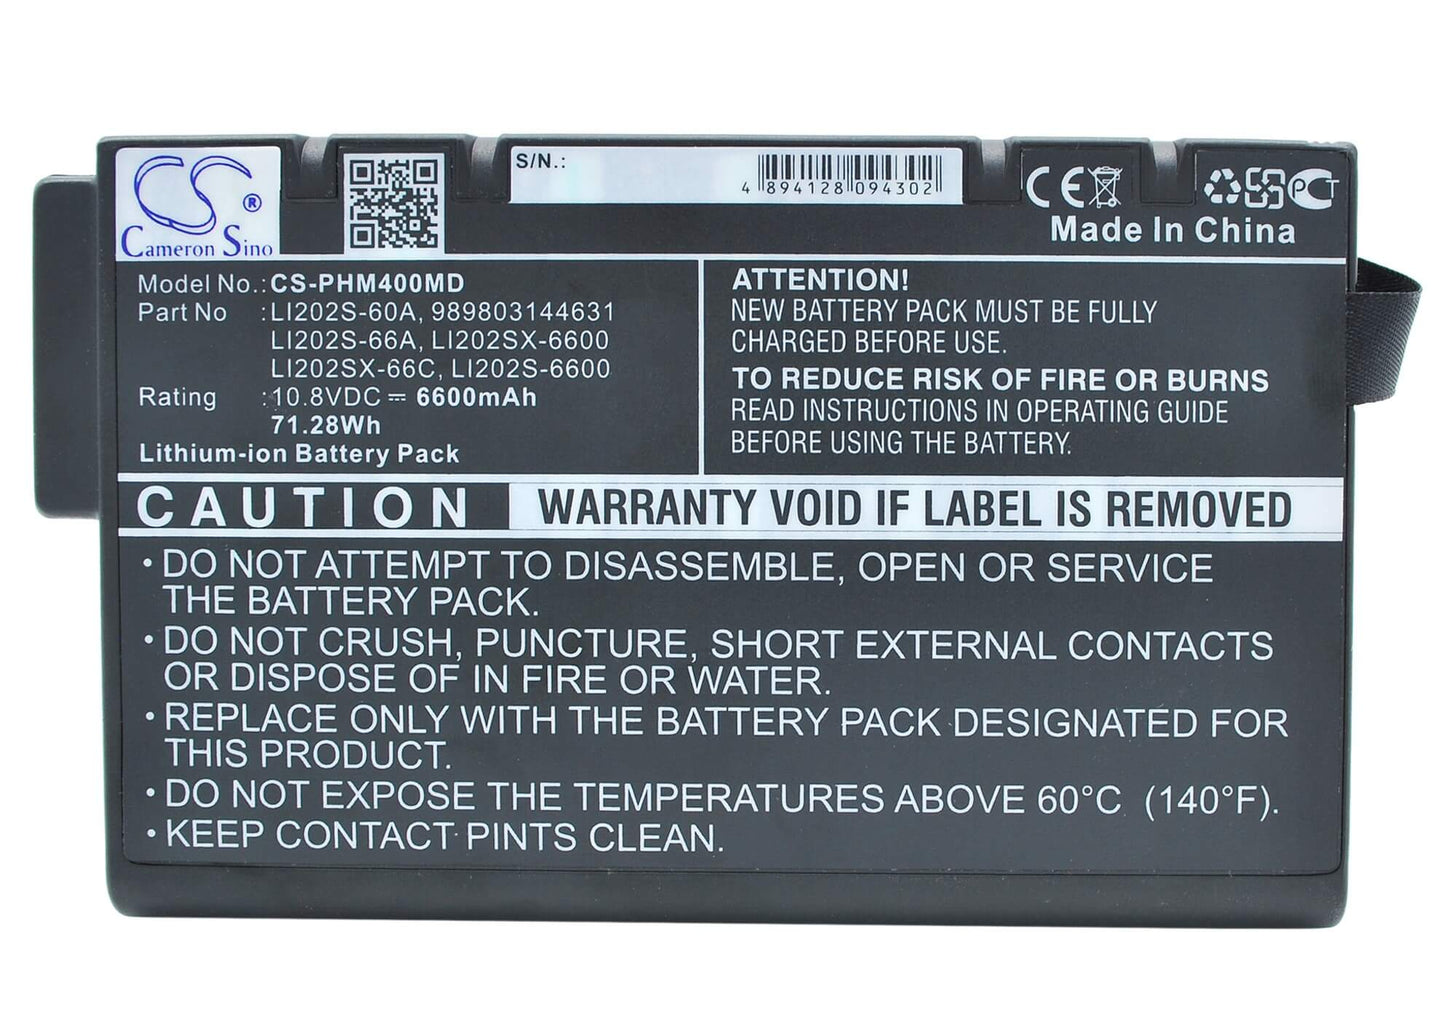 CS®
Cameron Sino
S/N.:
4 894128 094302
CE
PCT
Made In China
Model No.: CS-PHM400MD
Part No : LI202S-60A, 989803144631
LI202S-66A, LI202SX-6600
LI202SX-66C, LI202S-6600
Rating : 10.8VDC ⎓ 6600mAh
71.28Wh
Lithium-ion Battery Pack
ATTENTION!
NEW BATTERY PACK MUST BE FULLY
CHARGED BEFORE USE.
TO REDUCE RISK OF FIRE OR BURNS
READ INSTRUCTIONS IN OPERATING GUIDE
BEFORE USING THE BATTERY.
CAUTION
WARRANTY VOID IF LABEL IS REMOVED
• DO NOT ATTEMPT TO DISASSEMBLE, OPEN OR SERVICE
THE BATTERY PACK.
• DO NOT CRUSH, PUNCTURE, SHORT EXTERNAL CONTACTS
OR DISPOSE OF IN FIRE OR WATER.
• REPLACE ONLY WITH THE BATTERY PACK DESIGNATED FOR
THIS PRODUCT.
• DO NOT EXPOSE THE TEMPERATURES ABOVE 60°C (140°F).
• KEEP CONTACT PINTS CLEAN.